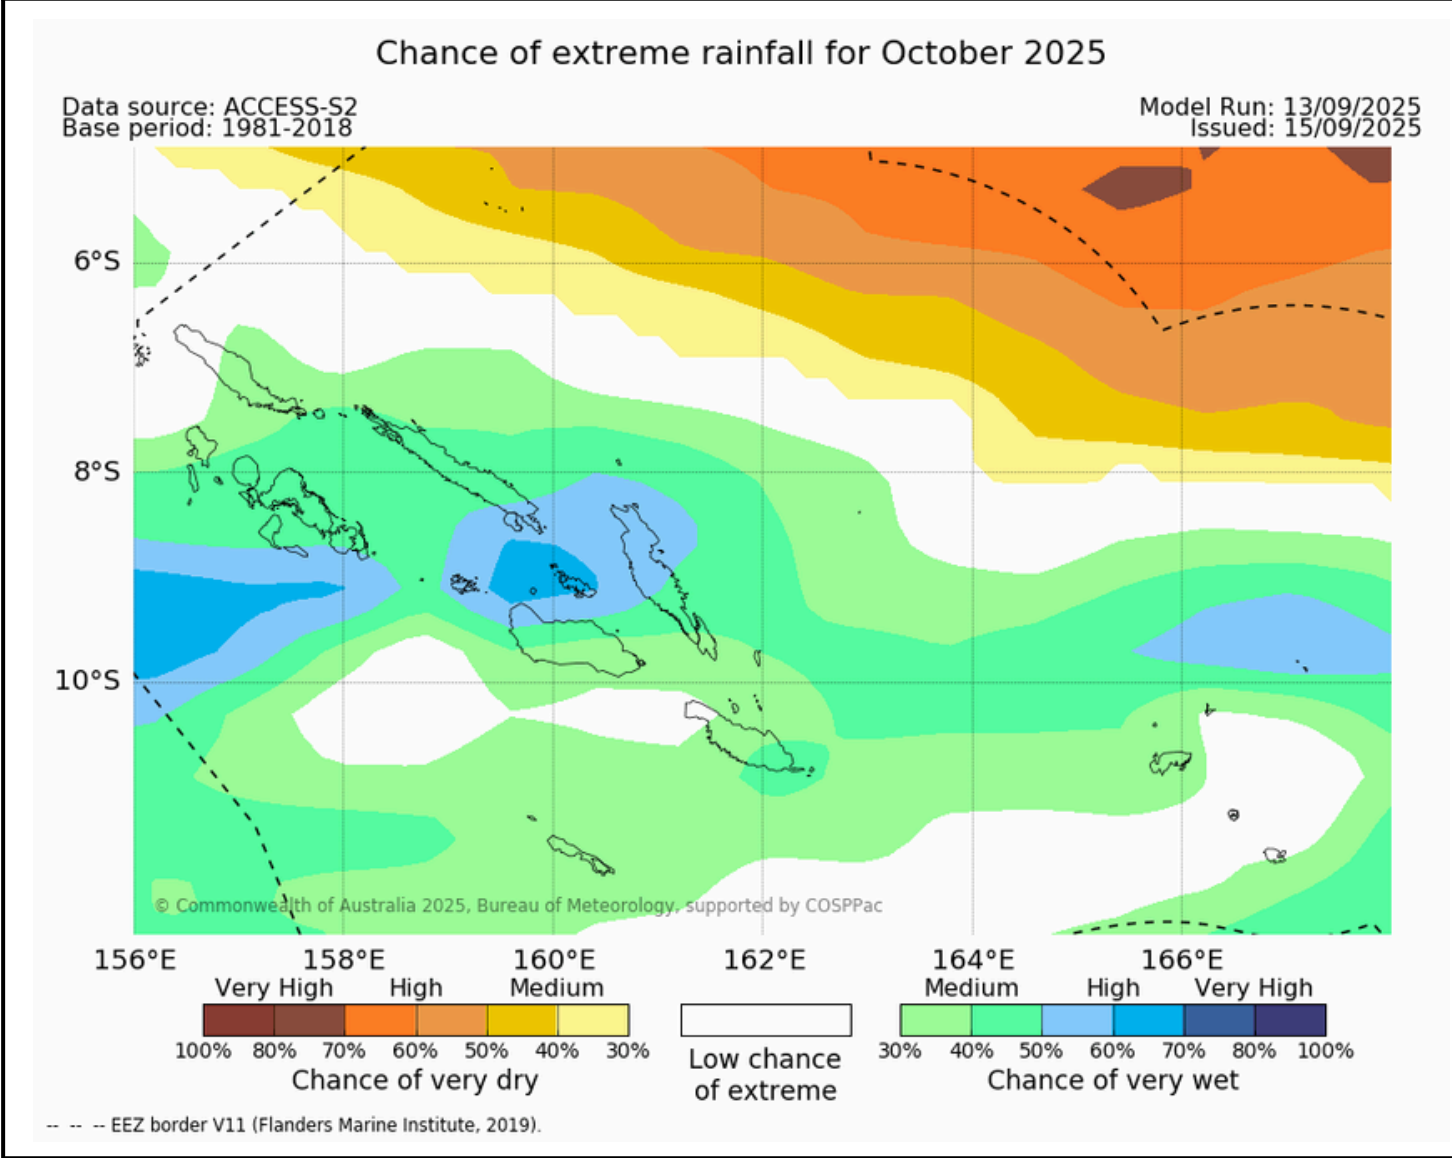 Chance of extreme rainfall for October 2025
Data source: ACCESS-S2
Base period: 1981-2018
Model Run: 13/09/2025
Issued: 15/09/2025
6°S
8°S
10°S
© Commonwealth of Australia 2025, Bureau of Meteorology, supported by COSPPac
156°E 158°E 160°E 162°E 164°E 166°E
Very High High Medium
100% 80% 70% 60% 50% 40% 30%
Chance of very dry
Low chance
of extreme
Medium High Very High
30% 40% 50% 60% 70% 80% 100%
Chance of very wet
-- -- -- EEZ border V11 (Flanders Marine Institute, 2019).